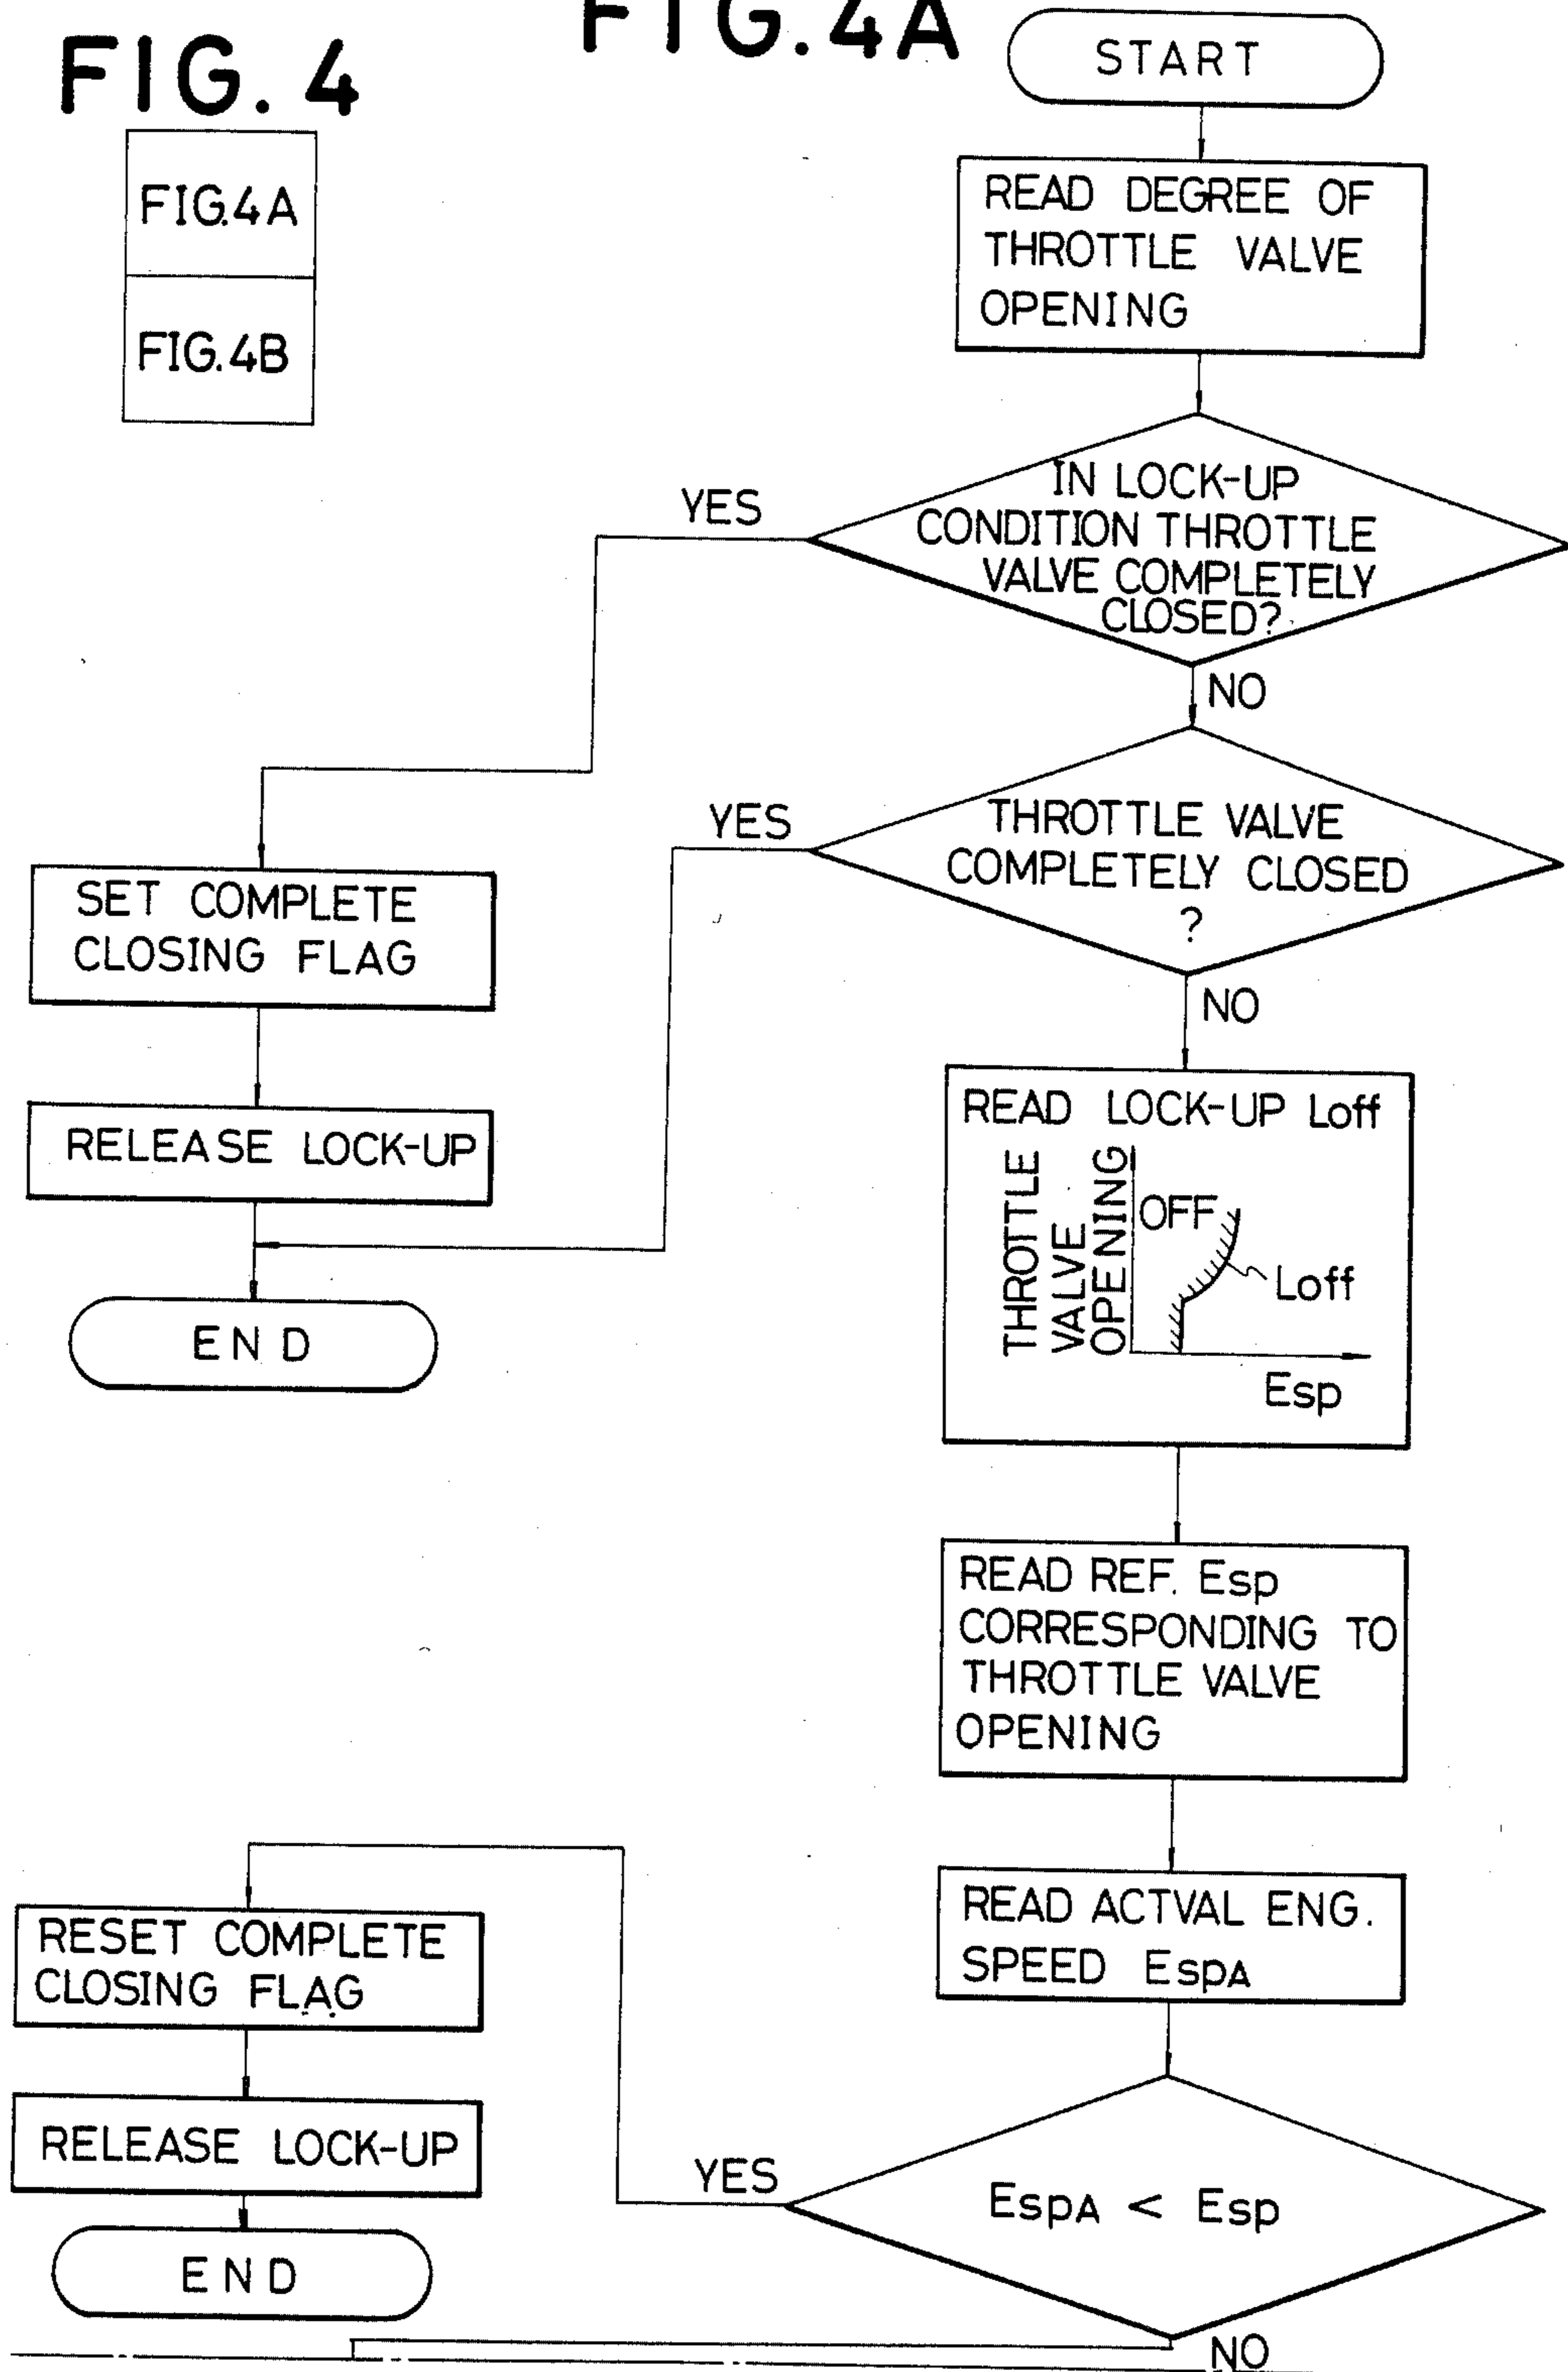 FIG. 4
FIG. 4A
FIG.4A
FIG. 4B
START
READ DEGREE OF
THROTTLE VALVE
OPENING
IN LOCK-UP
CONDITION THROTTLE
VALVE COMPLETELY
CLOSED?
YES
NO
THROTTLE VALVE
COMPLETELY CLOSED
?
YES
NO
SET COMPLETE
CLOSING FLAG
RELEASE LOCK-UP
END
READ LOCK-UP Loff
THROTTLE
VALVE
OPENING
OFF
Loff
Esp
READ REF. Esp
CORRESPONDING TO
THROTTLE VALVE
OPENING
READ ACTVAL ENG.
SPEED EspA
EspA < Esp
YES
NO
RESET COMPLETE
CLOSING FLAG
RELEASE LOCK-UP
END